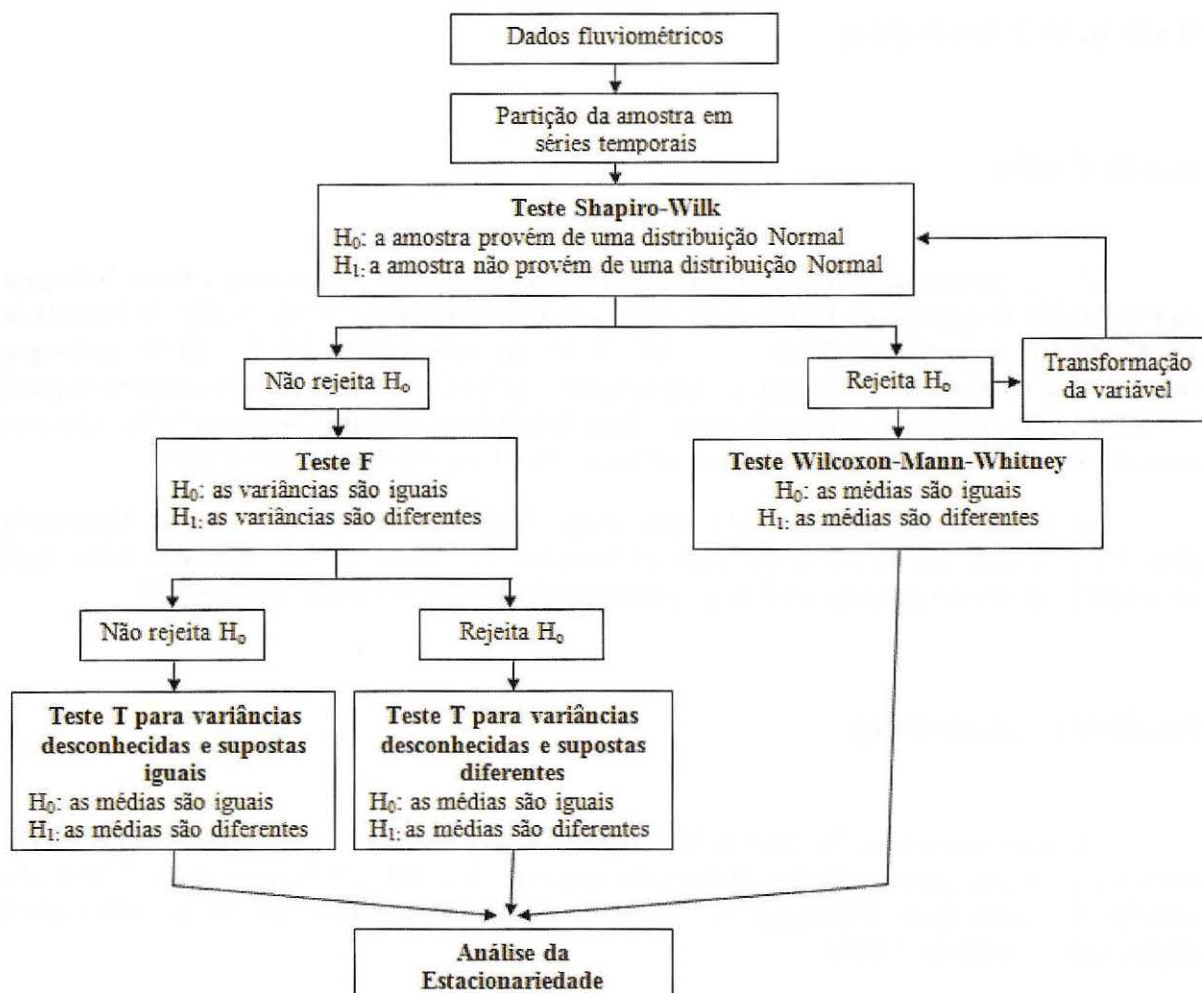 Dados fluviométricos
Partição da amostra em
séries temporais
Teste Shapiro-Wilk
H₀: a amostra provém de uma distribuição Normal
H₁: a amostra não provém de uma distribuição Normal
Não rejeita H₀
Rejeita H₀
Transformação
da variável
Teste F
H₀: as variâncias são iguais
H₁: as variâncias são diferentes
Teste Wilcoxon-Mann-Whitney
H₀: as médias são iguais
H₁: as médias são diferentes
Não rejeita H₀
Rejeita H₀
Teste T para variâncias
desconhecidas e supostas
iguais
H₀: as médias são iguais
H₁: as médias são diferentes
Teste T para variâncias
desconhecidas e supostas
diferentes
H₀: as médias são iguais
H₁: as médias são diferentes
Análise da
Estacionariedade